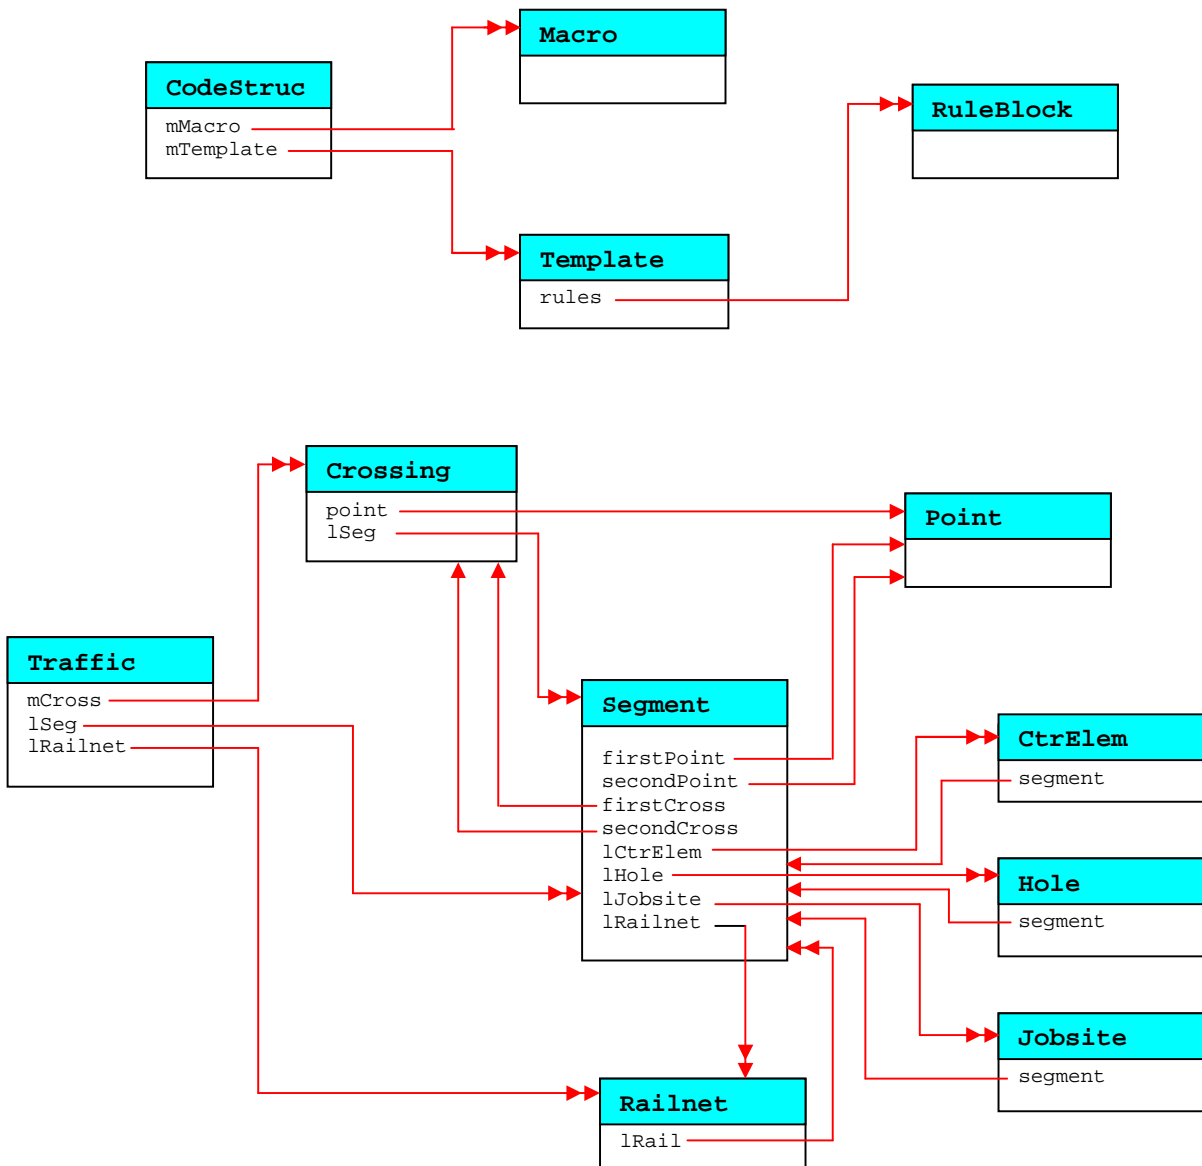 Macro
CodeStruc
mMacro
mTemplate
RuleBlock
Template
rules
Crossing
point
lSeg
Point
Traffic
mCross
lSeg
lRailnet
Segment
firstPoint
secondPoint
firstCross
secondCross
lCtrElem
lHole
lJobsite
lRailnet
CtrElem
segment
Hole
segment
Jobsite
segment
Railnet
lRail